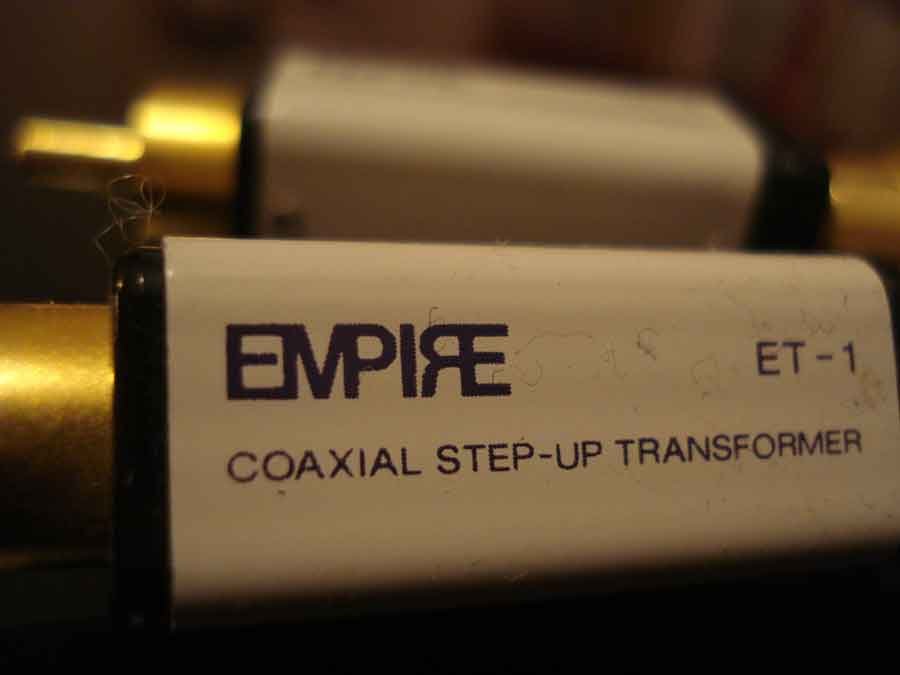 EMPIRE
ET-1
COAXIAL STEP-UP TRANSFORMER